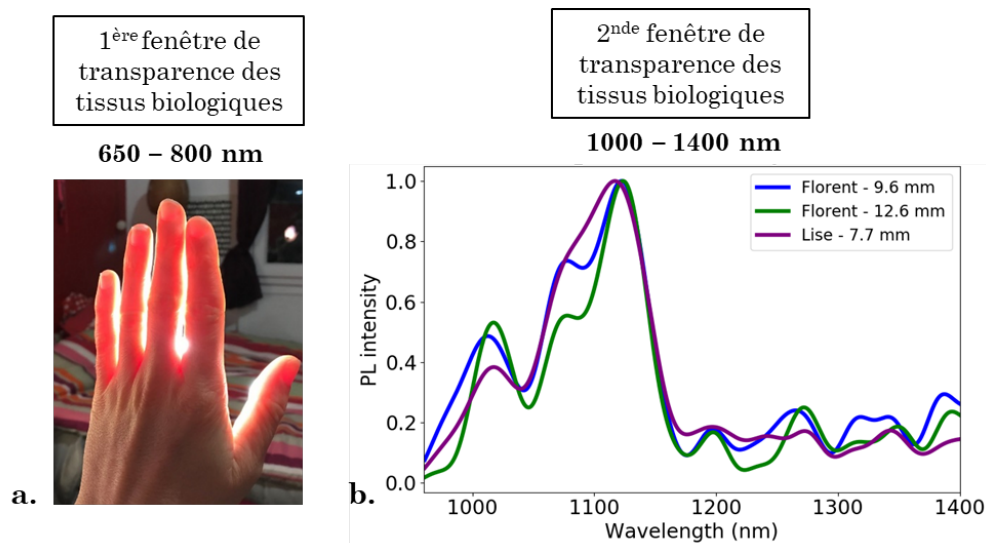 1ère fenêtre de
transparence des
tissus biologiques
650 – 800 nm
a.
2nde fenêtre de
transparence des
tissus biologiques
1000 – 1400 nm
b.
PL intensity
1.0
0.8
0.6
0.4
0.2
0.0
Florent - 9.6 mm
Florent - 12.6 mm
Lise - 7.7 mm
1000 1100 1200 1300 1400
Wavelength (nm)